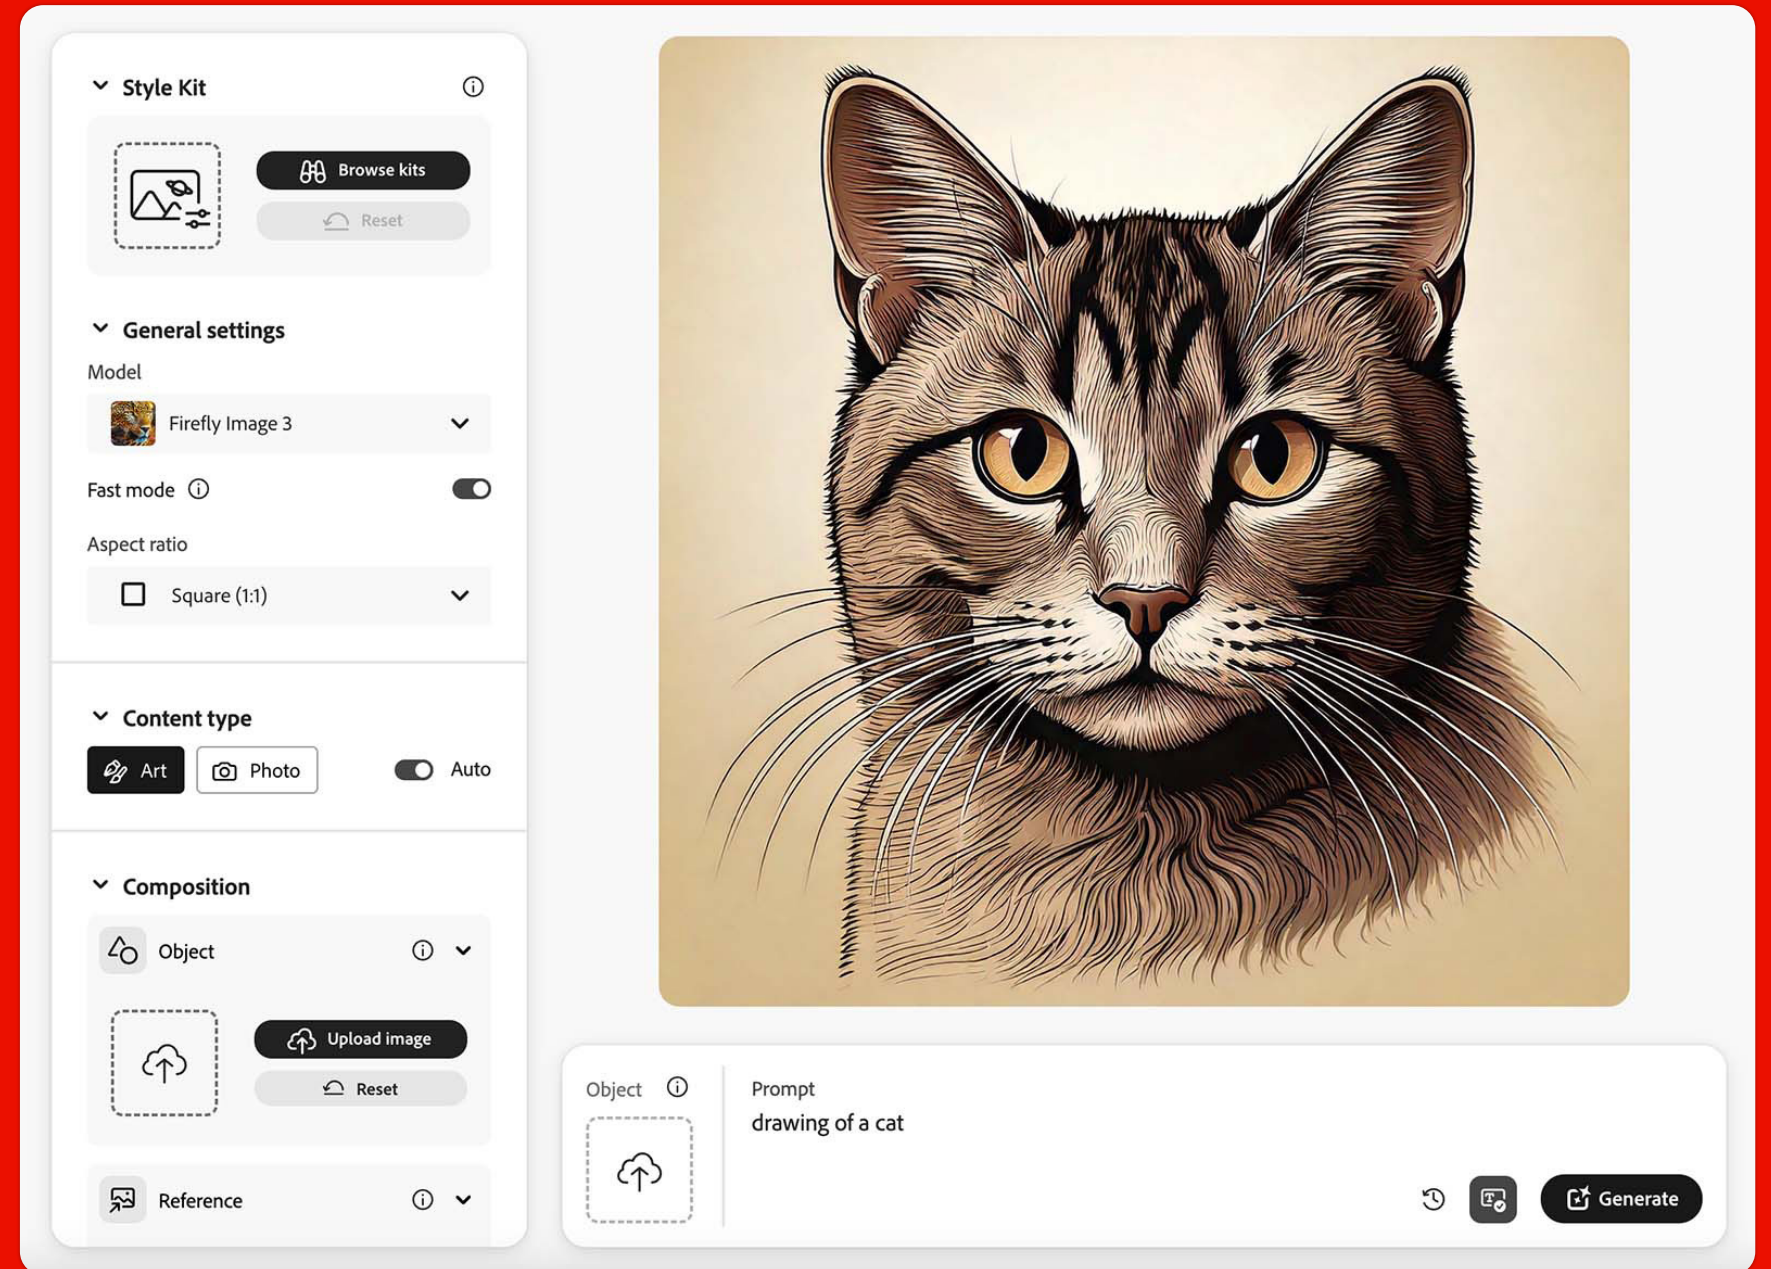 Style Kit
Browse kits
Reset
General settings
Model
Firefly Image 3
Fast mode
Aspect ratio
Square (1:1)
Content type
Art
Photo
Auto
Composition
Object
Upload image
Reset
Reference
Object
Prompt
drawing of a cat
Generate